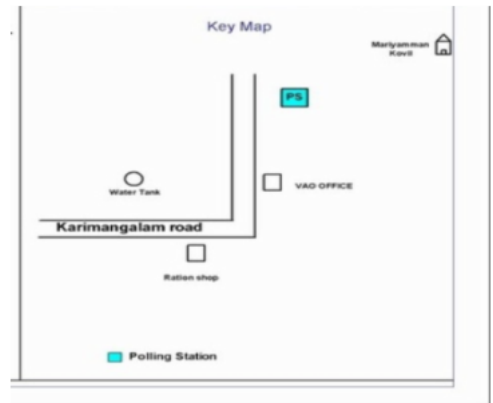 Key Map
Mariyamman
Kovil
PS
Water Tank
VAO OFFICE
Karimangalam road
Ration shop
Polling Station